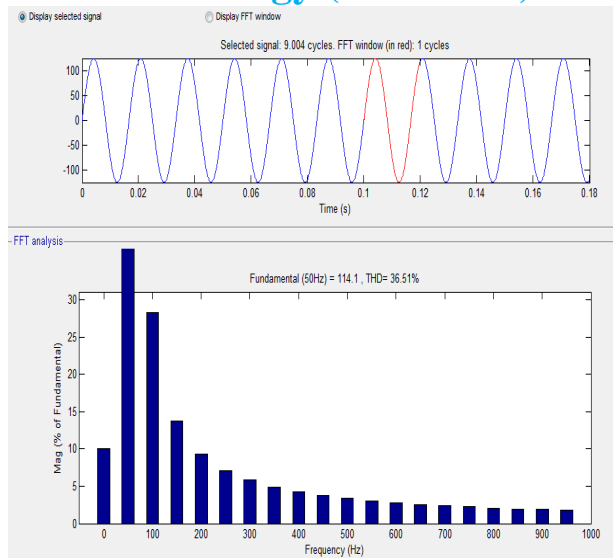 Display selected signal Display FFT window
Selected signal: 9.004 cycles. FFT window (in red): 1 cycles
100
50
0
-50
-100
0 0.02 0.04 0.06 0.08 0.1 0.12 0.14 0.16 0.18
Time (s)
FFT analysis
Fundamental (50Hz) = 114.1 , THD= 36.51%
30
25
20
15
10
5
0
Mag (% of Fundamental)
0 100 200 300 400 500 600 700 800 900 1000
Frequency (Hz)